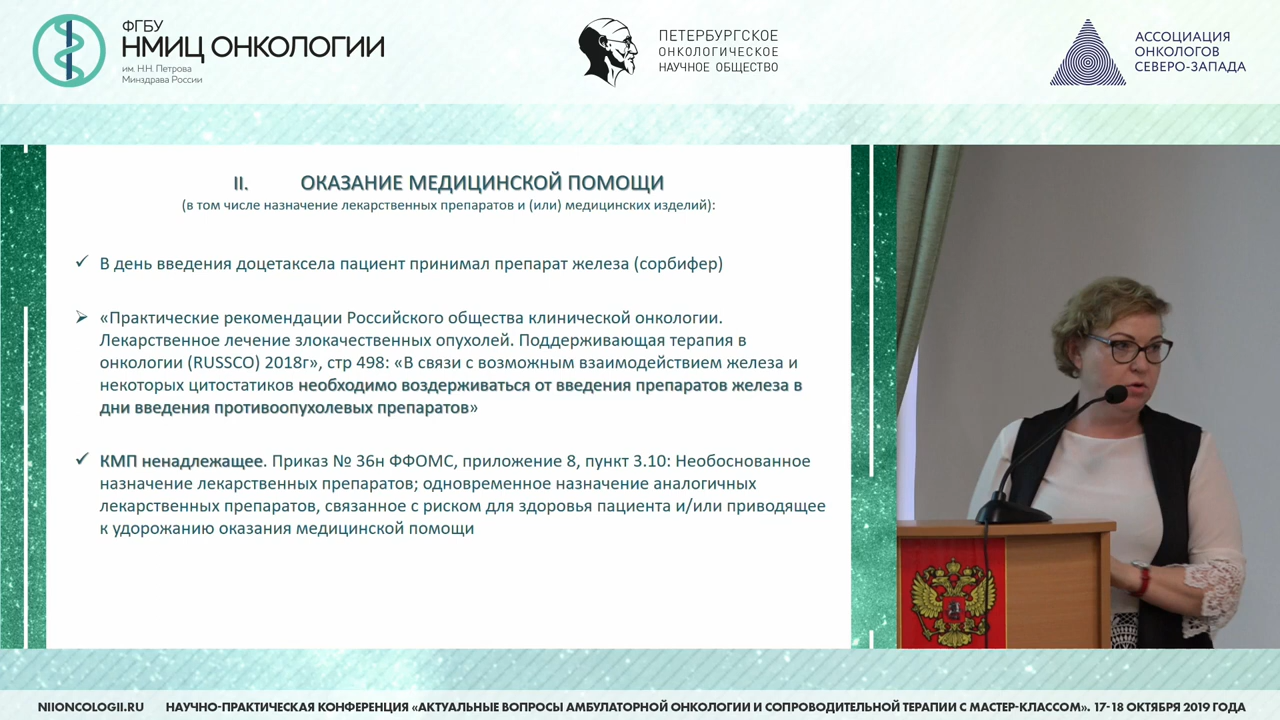 ФГБУ
НМИЦ ОНКОЛОГИИ
им. Н.Н. Петрова
Минздрава России
ПЕТЕРБУРГСКОЕ
ОНКОЛОГИЧЕСКОЕ
НАУЧНОЕ ОБЩЕСТВО
АССОЦИАЦИЯ
ОНКОЛОГОВ
СЕВЕРО-ЗАПАДА
II. ОКАЗАНИЕ МЕДИЦИНСКОЙ ПОМОЩИ
(в том числе назначение лекарственных препаратов и (или) медицинских изделий):
✓ В день введения доцетаксела пациент принимал препарат железа (сорбифер)
➢ «Практические рекомендации Российского общества клинической онкологии.
Лекарственное лечение злокачественных опухолей. Поддерживающая терапия в
онкологии (RUSSCO) 2018г», стр 498: «В связи с возможным взаимодействием железа и
некоторых цитостатиков необходимо воздерживаться от введения препаратов железа в
дни введения противоопухолевых препаратов»
✓ КМП ненадлежащее. Приказ № 36н ФФОМС, приложение 8, пункт 3.10: Необоснованное
назначение лекарственных препаратов; одновременное назначение аналогичных
лекарственных препаратов, связанное с риском для здоровья пациента и/или приводящее
к удорожанию оказания медицинской помощи
NIIONCOLOGII.RU НАУЧНО-ПРАКТИЧЕСКАЯ КОНФЕРЕНЦИЯ «АКТУАЛЬНЫЕ ВОПРОСЫ АМБУЛАТОРНОЙ ОНКОЛОГИИ И СОПРОВОДИТЕЛЬНОЙ ТЕРАПИИ С МАСТЕР-КЛАССОМ». 17-18 ОКТЯБРЯ 2019 ГОДА